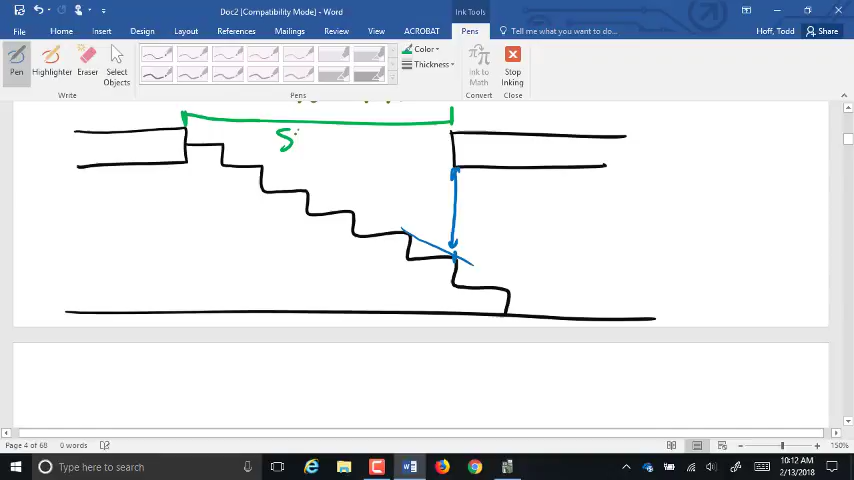 Doc2 [Compatibility Mode] - Word
Ink Tools
File
Home
Insert
Design
Layout
References
Mailings
Review
View
ACROBAT
Pens
Tell me what you want to do...
Hoff, Todd
Share
Pen
Highlighter
Eraser
Select Objects
Write
Pens
Color
Thickness
Ink to Math
Convert
Stop Inking
Close
S
Page 4 of 68
0 words
150%
Type here to search
10:12 AM
2/13/2018